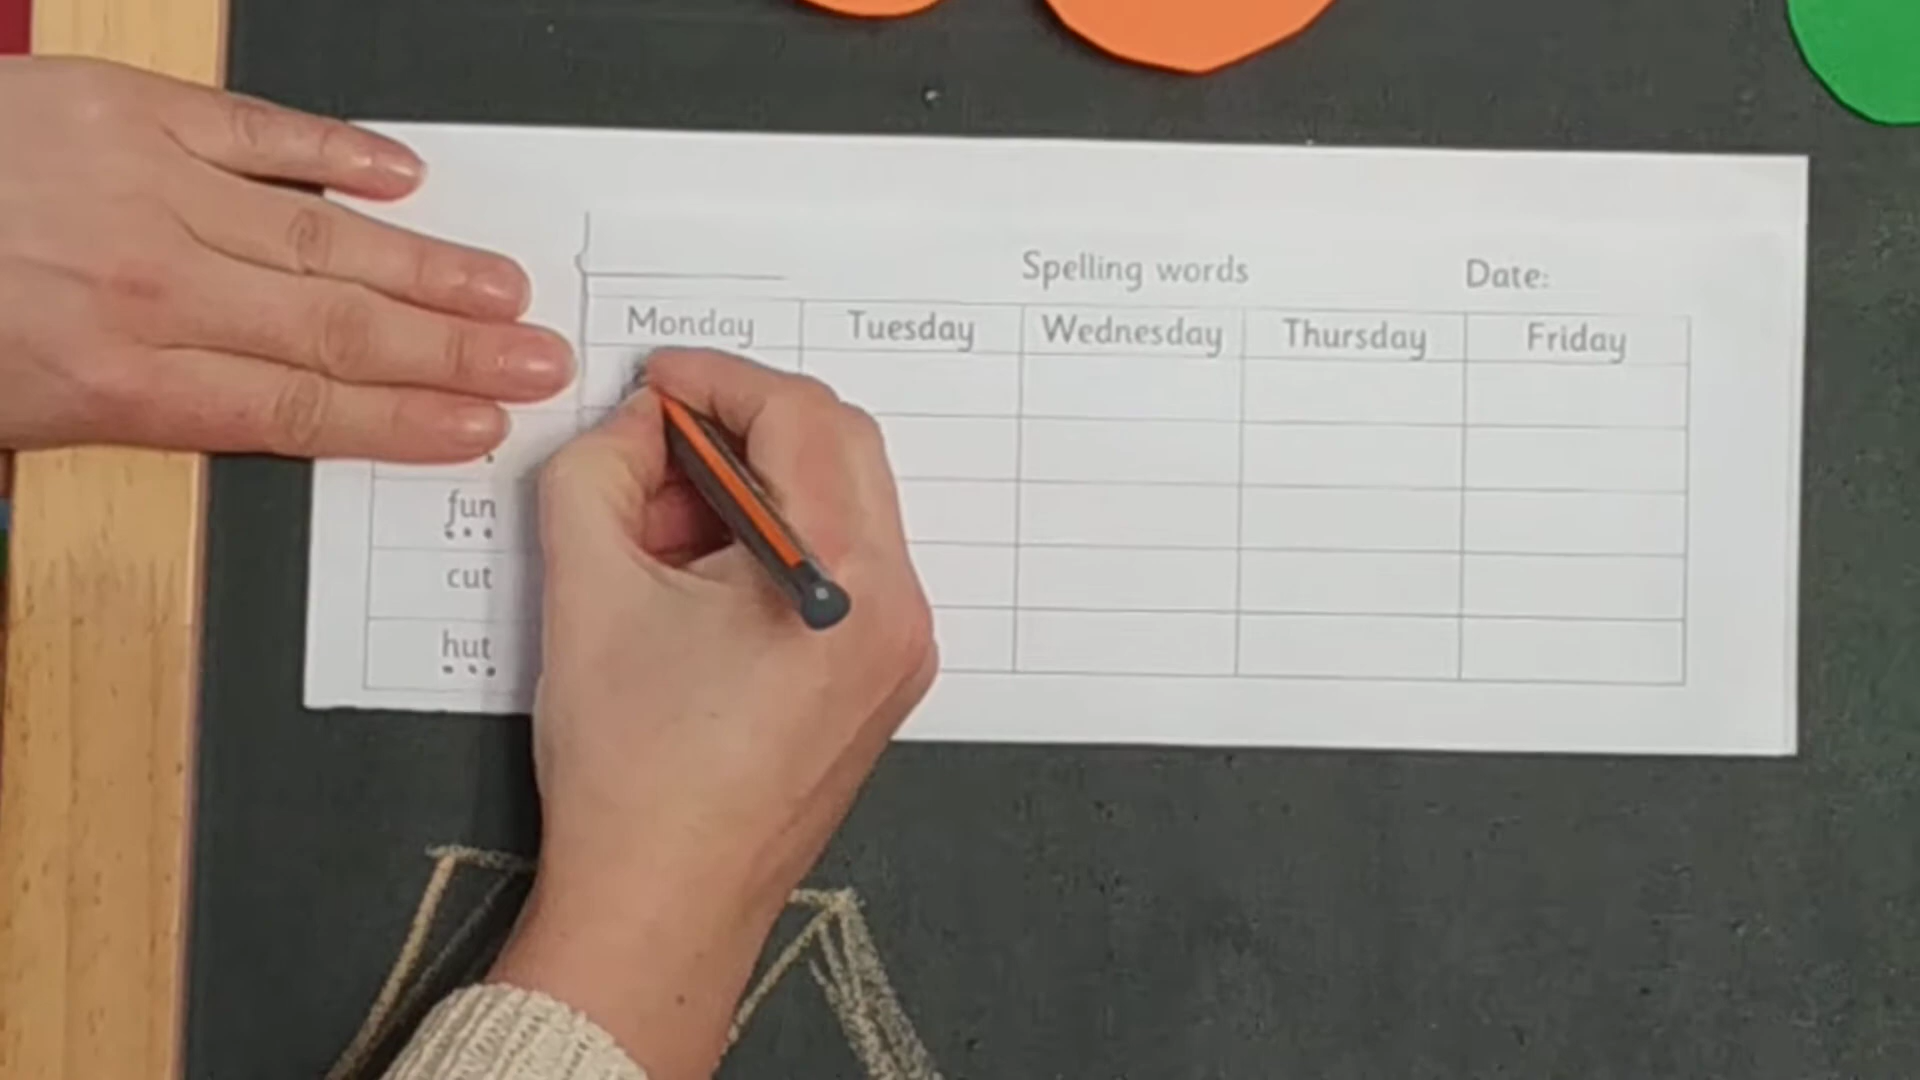 Spelling words Date:
Monday Tuesday Wednesday Thursday Friday
fun
cut
hut